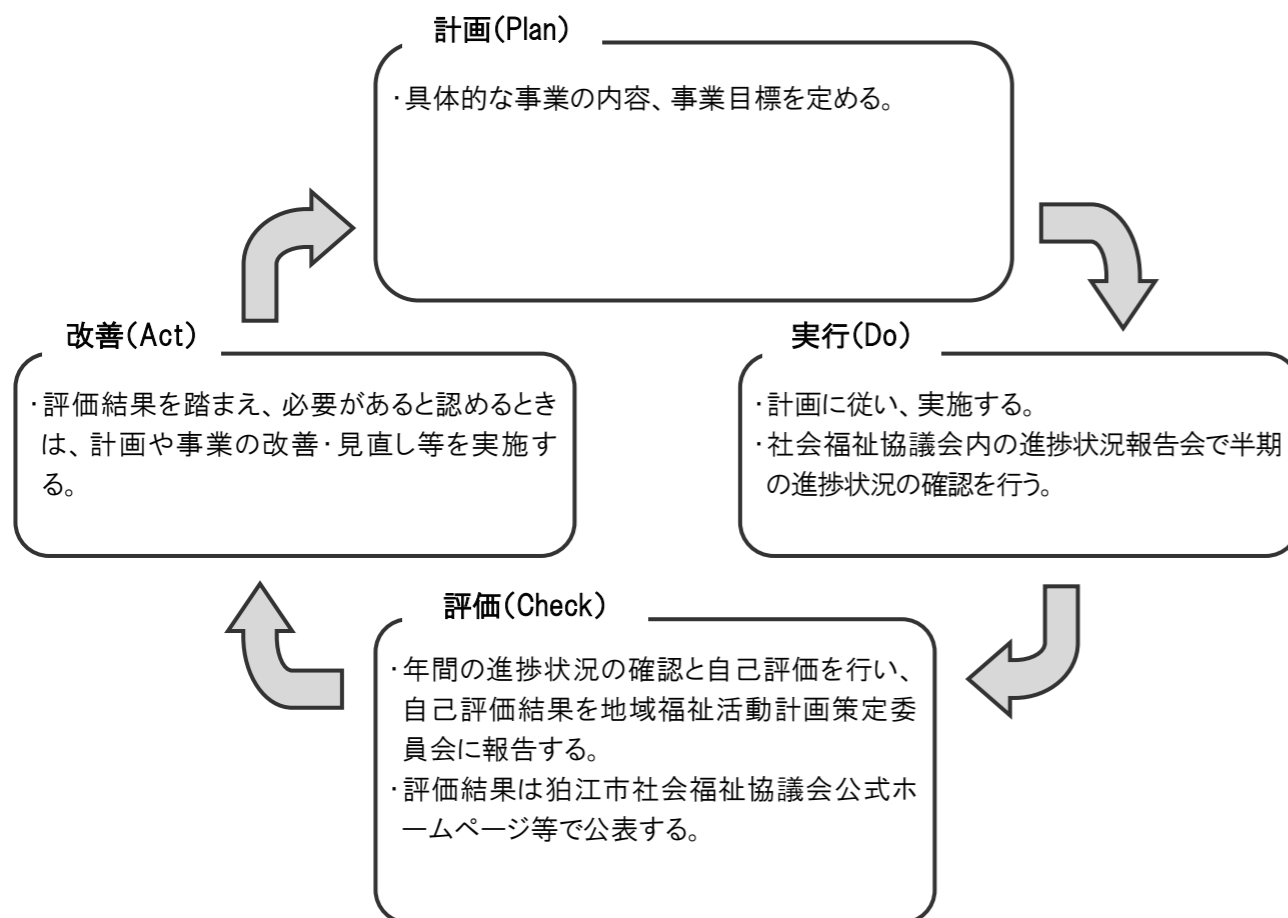 計画(Plan)
・具体的な事業の内容、事業目標を定める。
改善(Act)
・評価結果を踏まえ、必要があると認めるとき
は、計画や事業の改善・見直し等を実施す
る。
実行(Do)
・計画に従い、実施する。
・社会福祉協議会内の進捗状況報告会で半期
の進捗状況の確認を行う。
評価(Check)
・年間の進捗状況の確認と自己評価を行い、
自己評価結果を地域福祉活動計画策定委
員会に報告する。
・評価結果は狛江市社会福祉協議会公式ホ
ームページ等で公表する。